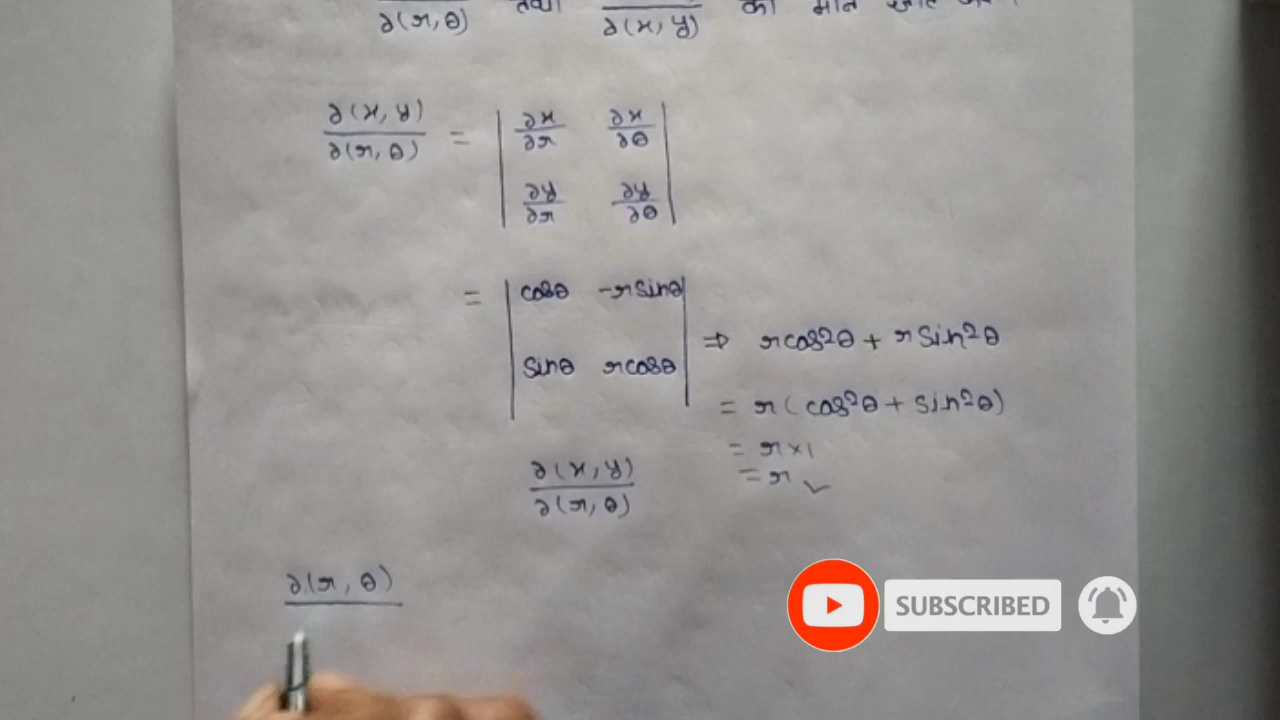 ∂(r, θ) तथा ∂(x, y) का मान ज्ञात
∂(x, y) / ∂(r, θ) = | ∂x/∂r ∂x/∂θ |
| ∂y/∂r ∂y/∂θ |
= | cosθ -r sinθ |
| sinθ r cosθ | ⇒ r cos²θ + r sin²θ
= r (cos²θ + sin²θ)
= r × 1
= r ✓
∂(x, y) / ∂(r, θ)
∂(r, θ)
SUBSCRIBED